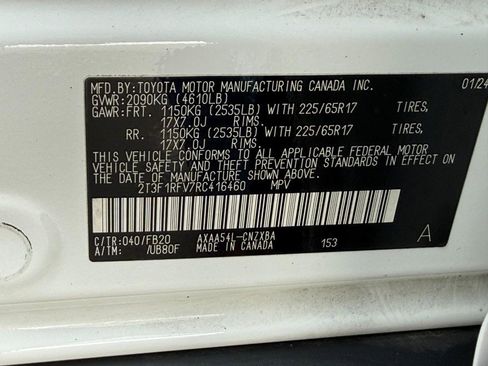 MFD.BY:TOYOTA MOTOR MANUFACTURING CANADA INC. 01/24
GVWR:2090KG (4610LB)
GAWR:FRT. 1150KG (2535LB) WITH 225/65R17 TIRES,
17X7.0J RIMS.
RR. 1150KG (2535LB) WITH 225/65R17 TIRES,
17X7.0J RIMS.
THIS VEHICLE CONFORMS TO ALL APPLICABLE FEDERAL MOTOR
VEHICLE SAFETY AND THEFT PREVENTION STANDARDS IN EFFECT ON
THE DATE OF MANUFACTURE SHOWN ABOVE.
2T3F1RFV7RC416460 MPV
C/TR:040/FB20 AXAA54L-CNZXBA
A/TM: /UB80F MADE IN CANADA 153 A